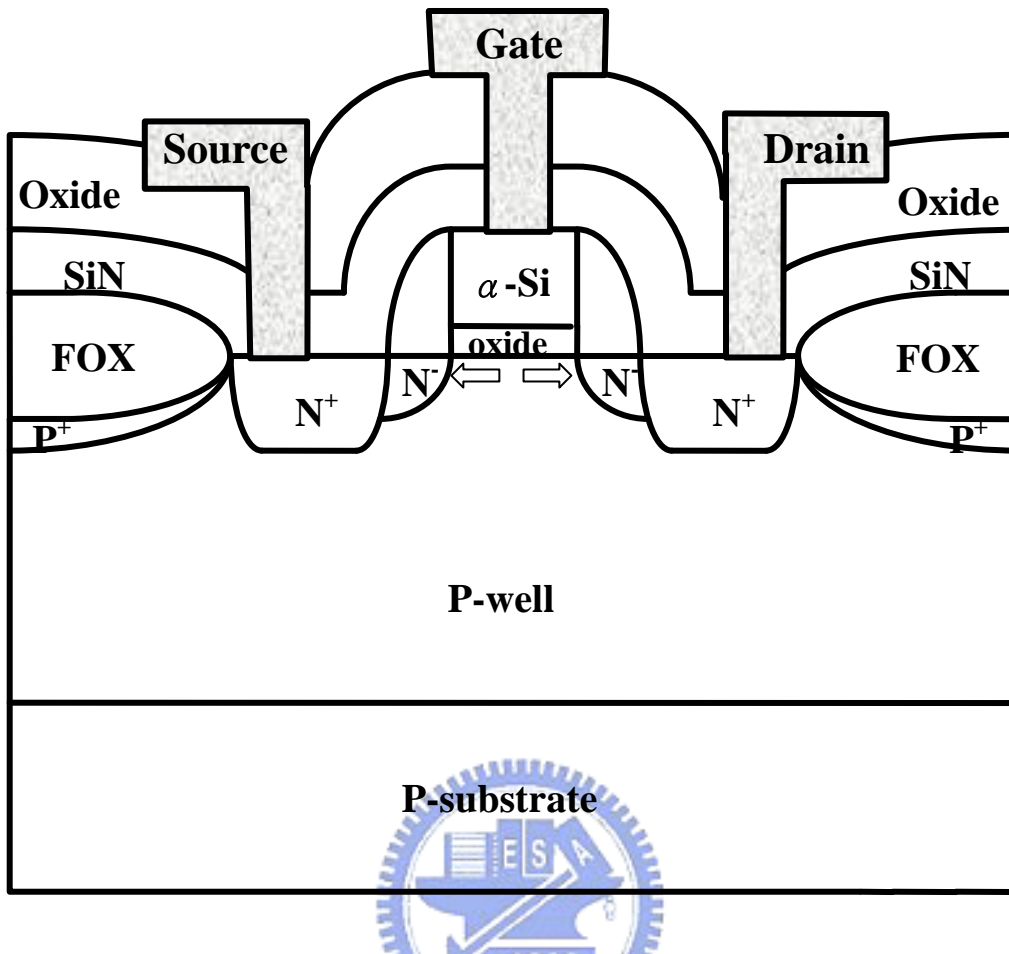 Gate
Source
Drain
Oxide
Oxide
SiN
SiN
α-Si
FOX
oxide
FOX
N⁺
N⁻
N⁻
N⁺
P⁺
P⁺
P-well
P-substrate
E S A